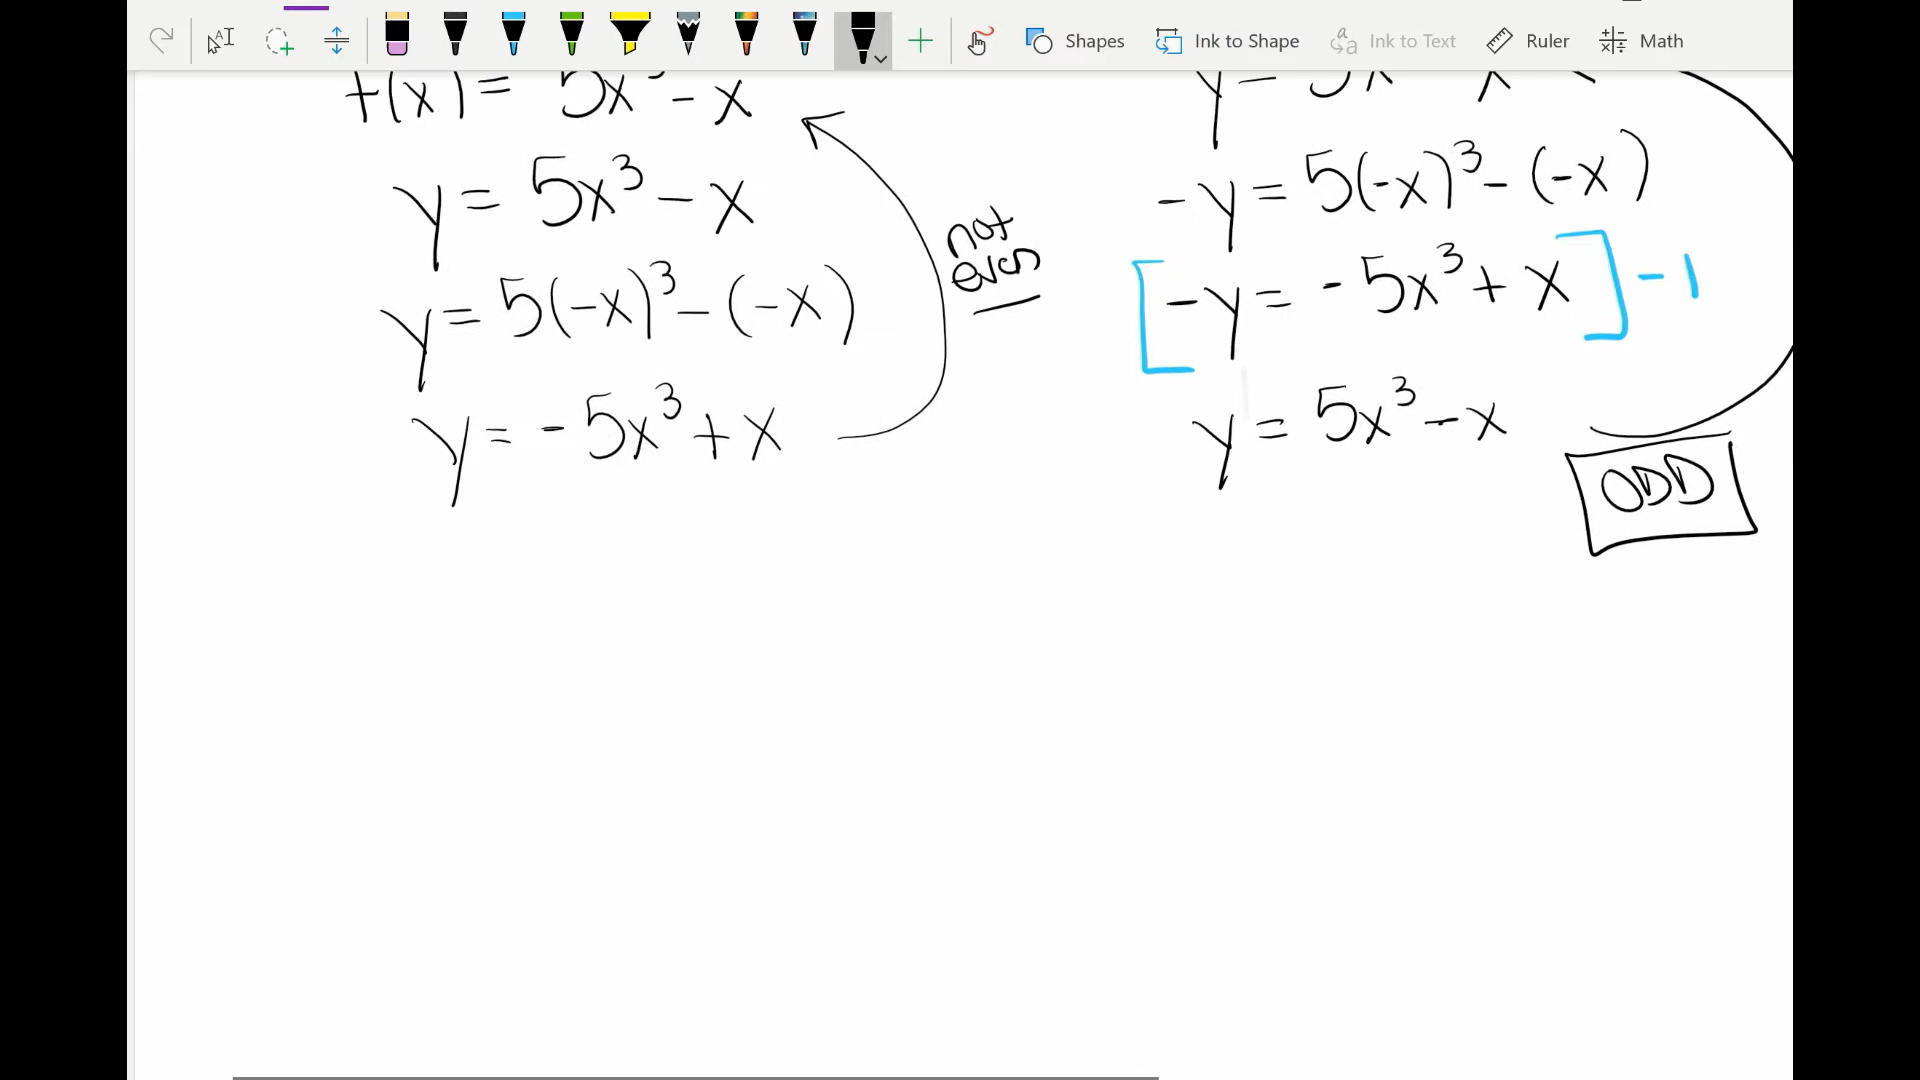 Shapes Ink to Shape Ink to Text Ruler Math
f(x) = 5x³ - x
y = 5x³ - x
y = 5(-x)³ - (-x)
y = -5x³ + x
not
even
-y = 5(-x)³ - (-x)
[-y = -5x³ + x] -1
y = 5x³ - x
ODD